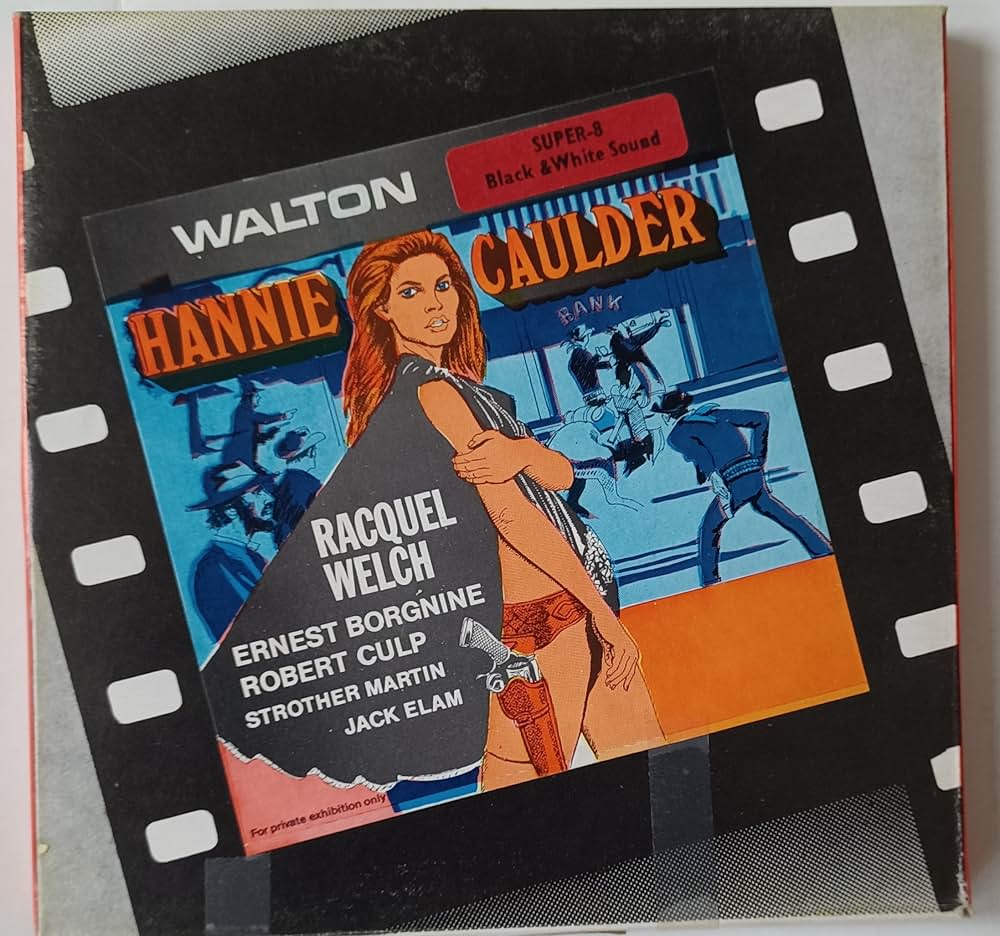 SUPER-8
Black & White Sound
WALTON
HANNIE CAULDER
BANK
RACQUEL
WELCH
ERNEST BORGNINE
ROBERT CULP
STROTHER MARTIN
JACK ELAM
For private exhibition only